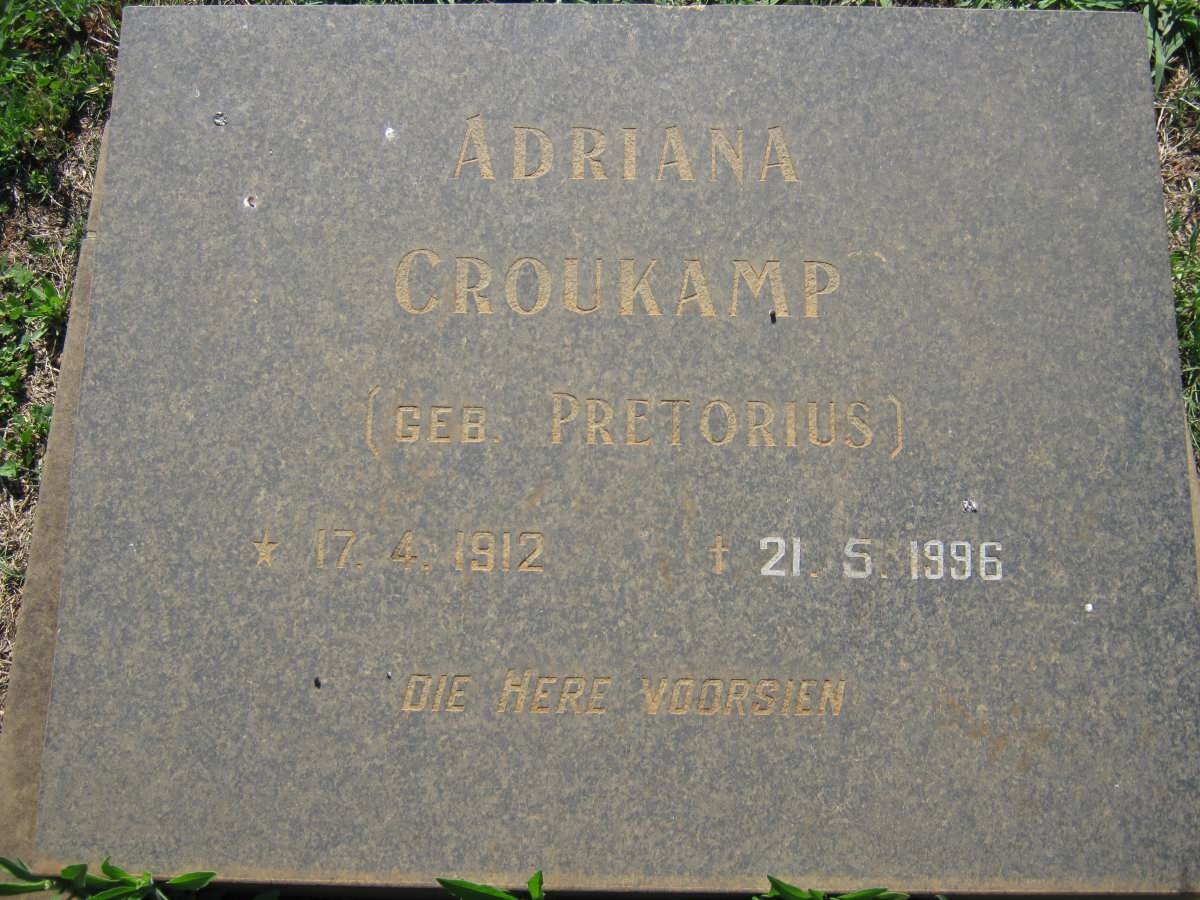 ADRIANA
CROUKAMP
(GEB. PRETORIUS)
★ 17. 4. 1912 † 21. 5. 1996
DIE HERE VOORSIEN